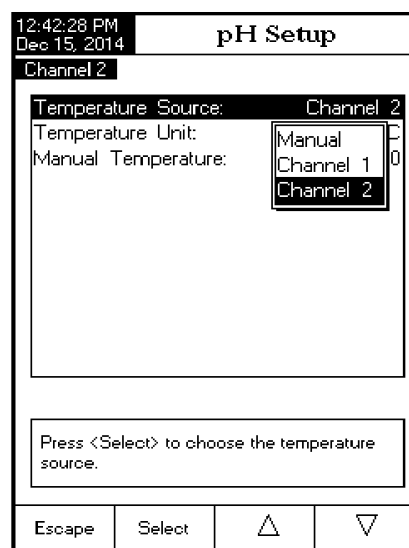 12:42:28 PM
Dec 15, 2014
pH Setup
Channel 2
Temperature Source: Channel 2
Temperature Unit: C
Manual Temperature: 0
Manual
Channel 1
Channel 2
Press <Select> to choose the temperature
source.
Escape Select △ ▽